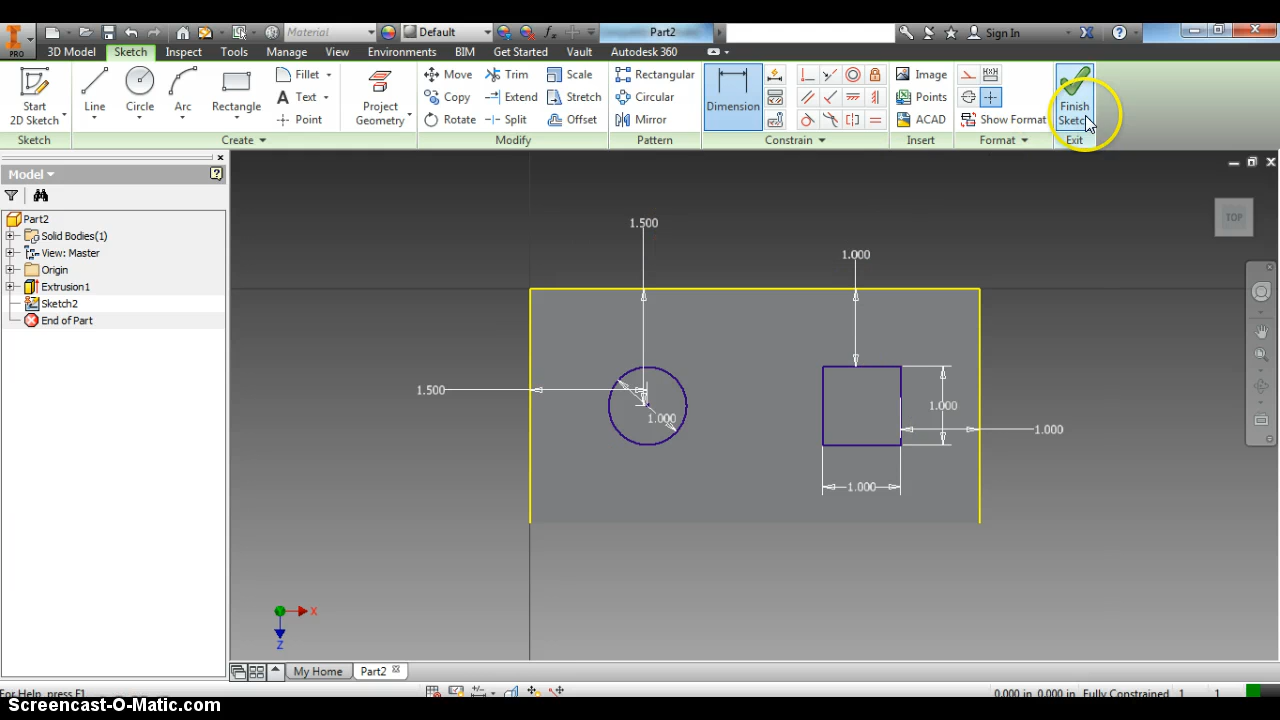 Material
Default
Part2
Sign In
PRO
3D Model
Sketch
Inspect
Tools
Manage
View
Environments
BIM
Get Started
Vault
Autodesk 360
Start
2D Sketch
Line
Circle
Arc
Rectangle
Fillet
Text
Point
Project
Geometry
Move
Copy
Rotate
Trim
Extend
Split
Scale
Stretch
Offset
Rectangular
Circular
Mirror
Dimension
Image
Points
ACAD
Show Format
Finish
Sketch
Sketch
Create
Modify
Pattern
Constrain
Insert
Format
Exit
Model
Part2
Solid Bodies(1)
View: Master
Origin
Extrusion1
Sketch2
End of Part
TOP
1.500
1.000
1.500
1.000
1.000
1.000
1.000
X
Z
My Home
Part2
For Help, press F1
0.000 in, 0.000 in
Fully Constrained
1
1
Screencast-O-Matic.com